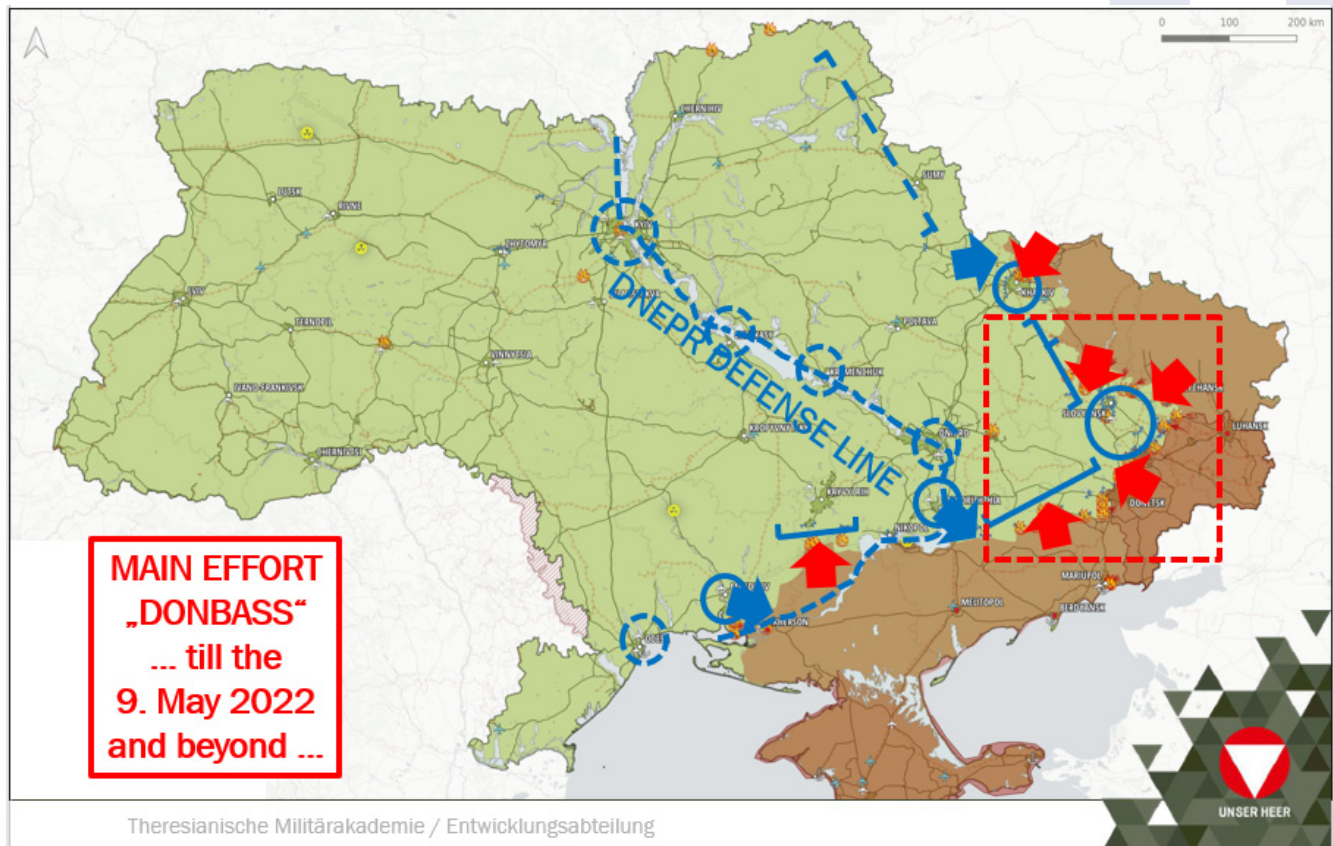 0 100 200 km
CHERNIHIV
SUMY
LUTSK
RIVNE
KYIV
ZHYTOMYR
KHARKIV
LVIV
POLTAVA
TERNOPIL
DNEPR DEFENSE LINE
VINNYTSIA
KREMENCHUK
IVANO-FRANKIVSK
SLOVYANSK
LUHANSK
CHERNIVTSI
KRYVYI RIH
DONETSK
NIKOPOL
MAIN EFFORT
„DONBASS“
... till the
9. May 2022
and beyond ...
MARIUPOL
MELITOPOL
BERDYANSK
KHERSON
UNSER HEER
Theresianische Militärakademie / Entwicklungsabteilung